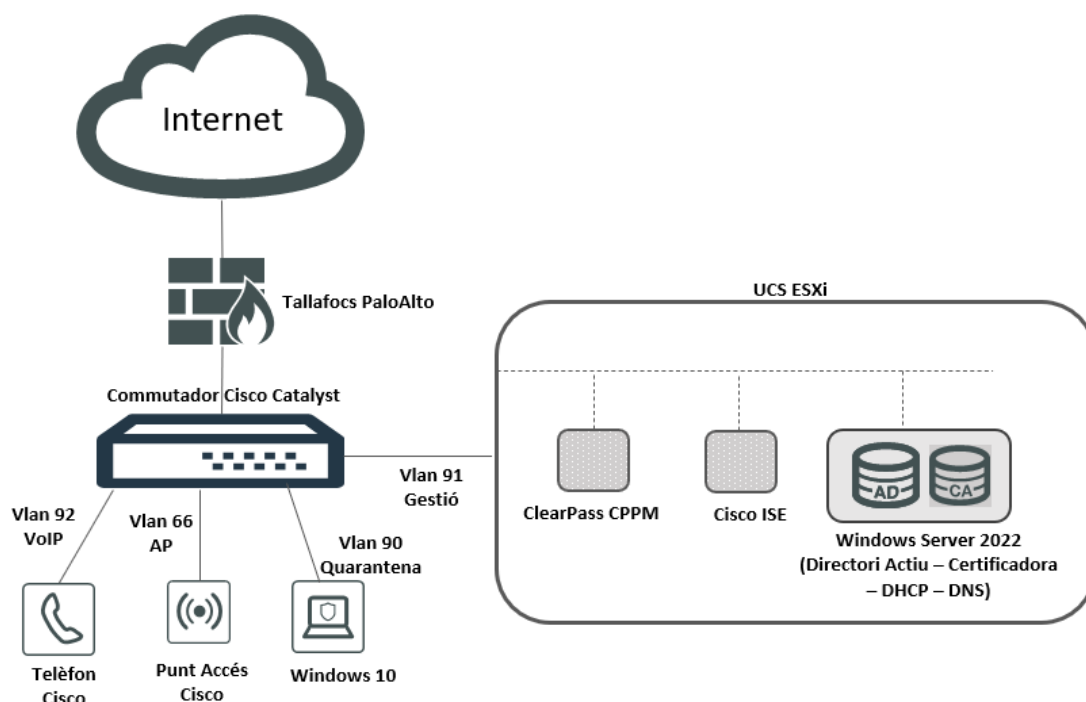 Internet
Tallafocs PaloAlto
UCS ESXi
Commutador Cisco Catalyst
Vlan 91
Gestió
Vlan 92
VoIP
Vlan 66
AP
Vlan 90
Quarantena
Telèfon
Cisco
Punt Accés
Cisco
Windows 10
ClearPass CPPM
Cisco ISE
AD
CA
Windows Server 2022
(Directori Actiu – Certificadora
– DHCP – DNS)